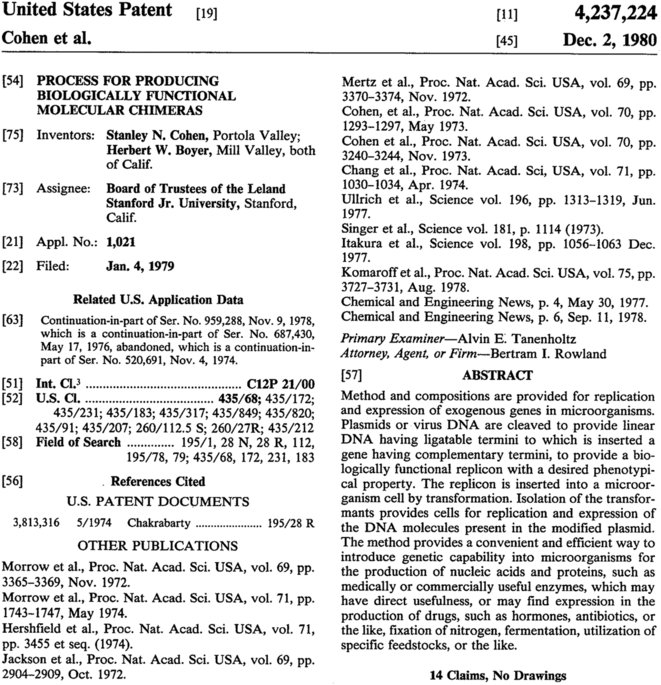 United States Patent [19]
[11] 4,237,224
Cohen et al.
[45] Dec. 2, 1980
[54] PROCESS FOR PRODUCING
BIOLOGICALLY FUNCTIONAL
MOLECULAR CHIMERAS
[75] Inventors: Stanley N. Cohen, Portola Valley;
Herbert W. Boyer, Mill Valley, both
of Calif.
[73] Assignee: Board of Trustees of the Leland
Stanford Jr. University, Stanford,
Calif.
[21] Appl. No.: 1,021
[22] Filed: Jan. 4, 1979
Related U.S. Application Data
[63] Continuation-in-part of Ser. No. 959,288, Nov. 9, 1978,
which is a continuation-in-part of Ser. No. 687,430,
May 17, 1976, abandoned, which is a continuation-in-
part of Ser. No. 520,691, Nov. 4, 1974.
[51] Int. Cl.³ ................................ C12P 21/00
[52] U.S. Cl. ................................ 435/68; 435/172;
435/231; 435/183; 435/317; 435/849; 435/820;
435/91; 435/207; 260/112.5 S; 260/27R; 435/212
[58] Field of Search .............. 195/1, 28 N, 28 R, 112,
195/78, 79; 435/68, 172, 231, 183
[56] References Cited
U.S. PATENT DOCUMENTS
3,813,316 5/1974 Chakrabarty ..................... 195/28 R
OTHER PUBLICATIONS
Morrow et al., Proc. Nat. Acad. Sci. USA, vol. 69, pp.
3365-3369, Nov. 1972.
Morrow et al., Proc. Nat. Acad. Sci. USA, vol. 71, pp.
1743-1747, May 1974.
Hershfield et al., Proc. Nat. Acad. Sci. USA, vol. 71,
pp. 3455 et seq. (1974).
Jackson et al., Proc. Nat. Acad. Sci. USA, vol. 69, pp.
2904-2909, Oct. 1972.
Mertz et al., Proc. Nat. Acad. Sci. USA, vol. 69, pp.
3370-3374, Nov. 1972.
Cohen, et al., Proc. Nat. Acad. Sci. USA, vol. 70, pp.
1293-1297, May 1973.
Cohen et al., Proc. Nat. Acad. Sci. USA, vol. 70, pp.
3240-3244, Nov. 1973.
Chang et al., Proc. Nat. Acad. Sci, USA, vol. 71, pp.
1030-1034, Apr. 1974.
Ullrich et al., Science vol. 196, pp. 1313-1319, Jun.
1977.
Singer et al., Science vol. 181, p. 1114 (1973).
Itakura et al., Science vol. 198, pp. 1056-1063 Dec.
1977.
Komaroff et al., Proc. Nat. Acad. Sci. USA, vol. 75, pp.
3727-3731, Aug. 1978.
Chemical and Engineering News, p. 4, May 30, 1977.
Chemical and Engineering News, p. 6, Sep. 11, 1978.
Primary Examiner—Alvin E. Tanenholtz
Attorney, Agent, or Firm—Bertram I. Rowland
[57] ABSTRACT
Method and compositions are provided for replication
and expression of exogenous genes in microorganisms.
Plasmids or virus DNA are cleaved to provide linear
DNA having ligatable termini to which is inserted a
gene having complementary termini, to provide a bio-
logically functional replicon with a desired phenotypi-
cal property. The replicon is inserted into a microor-
ganism cell by transformation. Isolation of the transfor-
mants provides cells for replication and expression of
the DNA molecules present in the modified plasmid.
The method provides a convenient and efficient way to
introduce genetic capability into microorganisms for
the production of nucleic acids and proteins, such as
medically or commercially useful enzymes, which may
have direct usefulness, or may find expression in the
production of drugs, such as hormones, antibiotics, or
the like, fixation of nitrogen, fermentation, utilization of
specific feedstocks, or the like.
14 Claims, No Drawings